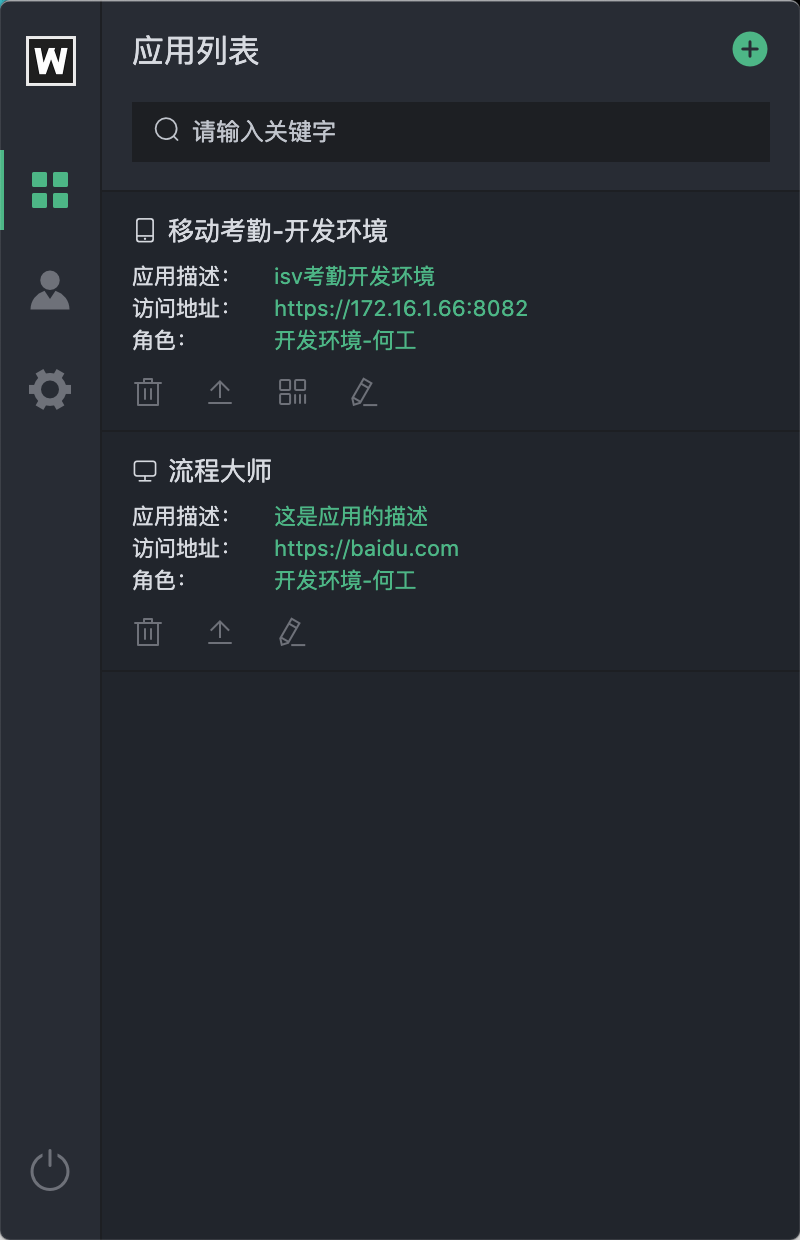 W
应用列表
请输入关键字
移动考勤-开发环境
应用描述： isv考勤开发环境
访问地址： https://172.16.1.66:8082
角色： 开发环境-何工
流程大师
应用描述： 这是应用的描述
访问地址： https://baidu.com
角色： 开发环境-何工